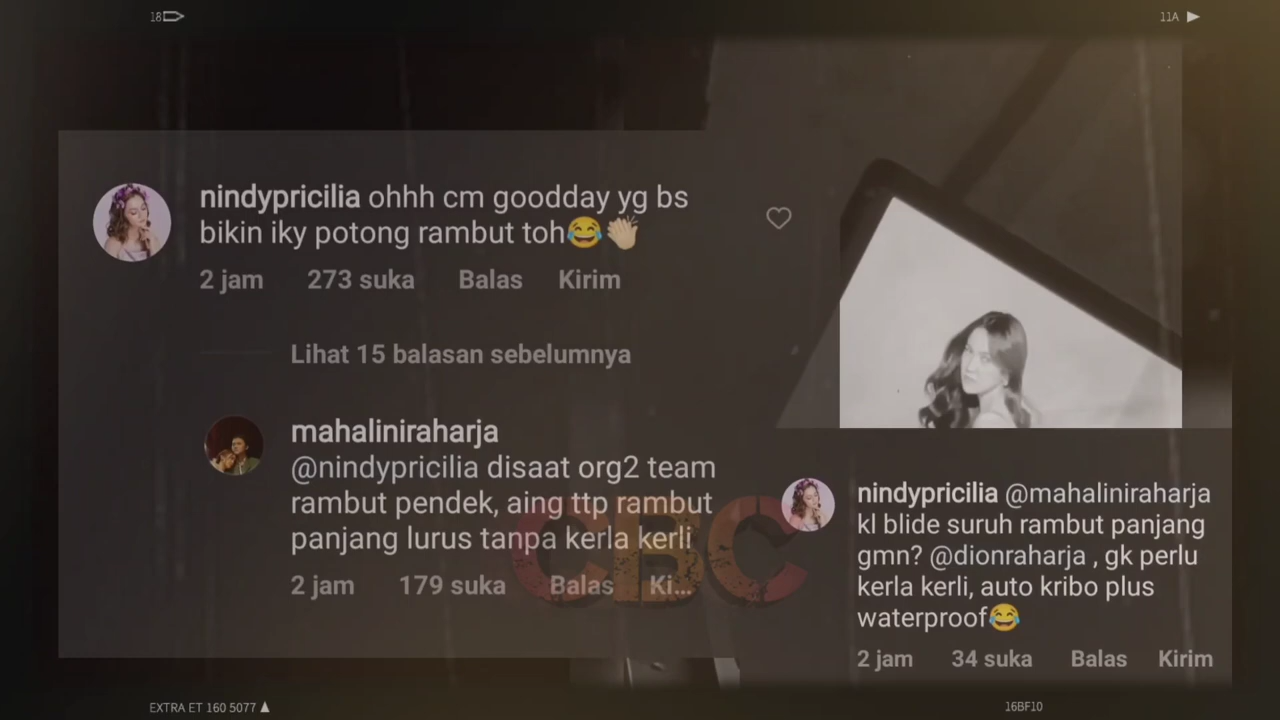 18
11A
nindypricilia ohhh cm goodday yg bs
bikin iky potong rambut toh😂👏🏼
2 jam 273 suka Balas Kirim
Lihat 15 balasan sebelumnya
mahaliniraharja
@nindypricilia disaat org2 team
rambut pendek, aing ttp rambut
panjang lurus tanpa kerla kerli
2 jam 179 suka Balas Ki...
CBC
nindypricilia @mahaliniraharja
kl blide suruh rambut panjang
gmn? @dionraharja , gk perlu
kerla kerli, auto kribo plus
waterproof😂
2 jam 34 suka Balas Kirim
EXTRA ET 160 5077
16BF10